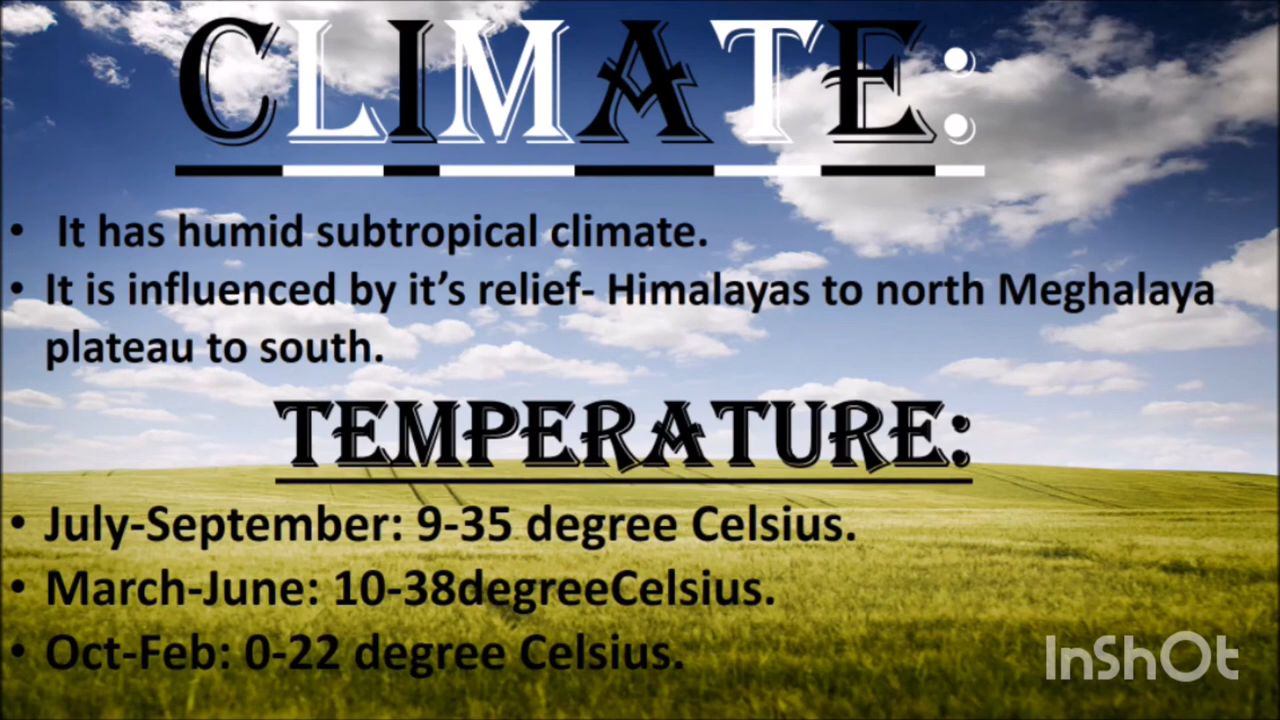 CLIMATE:
• It has humid subtropical climate.
• It is influenced by it’s relief- Himalayas to north Meghalaya
plateau to south.
TEMPERATURE:
• July-September: 9-35 degree Celsius.
• March-June: 10-38degreeCelsius.
• Oct-Feb: 0-22 degree Celsius.
InShOt